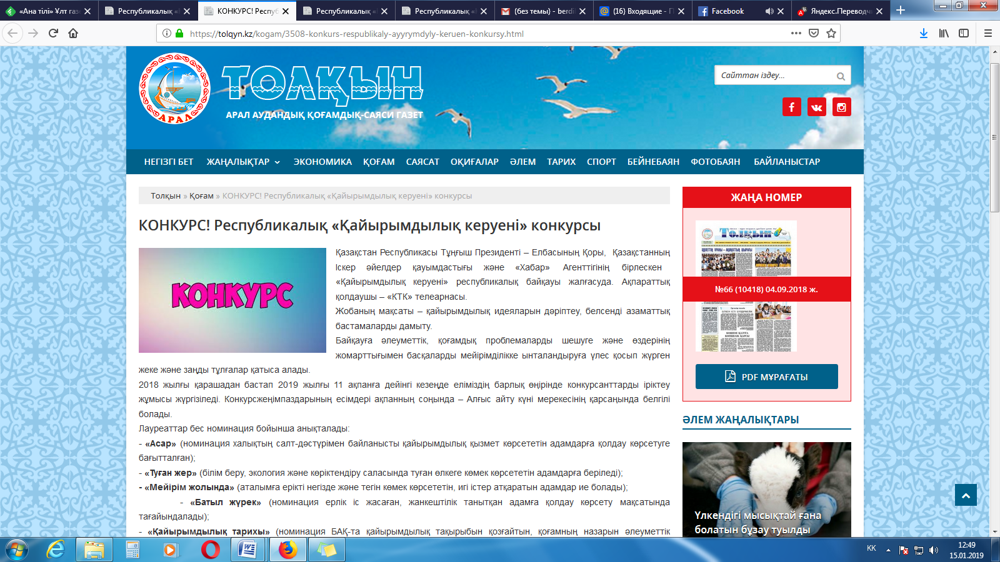 «Ана тілі» Ұлт газ
Республикалық «
КОНКУРС! Респуб
Республикалық «
Республикалық «
(без темы) - berdi
(16) Входящие - П
Facebook
Яндекс.Переводч
https://tolqyn.kz/kogam/3508-konkurs-respublikaly-ayyrymdyly-keruen-konkursy.html
АРАЛ
ТОЛҚЫН
АРАЛ АУДАНДЫҚ ҚОҒАМДЫҚ-САЯСИ ГАЗЕТ
Сайттан іздеу...
НЕГІЗГІ БЕТ ЖАҢАЛЫҚТАР ЭКОНОМИКА ҚОҒАМ САЯСАТ ОҚИҒАЛАР ӘЛЕМ ТАРИХ СПОРТ БЕЙНЕБАЯН ФОТОБАЯН БАЙЛАНЫСТАР
Толқын » Қоғам » КОНКУРС! Республикалық «Қайырымдылық керуені» конкурсы
КОНКУРС! Республикалық «Қайырымдылық керуені» конкурсы
КОНКУРС
Қазақстан Республикасы Тұңғыш Президенті – Елбасының Қоры, Қазақстанның
Іскер әйелдер қауымдастығы және «Хабар» Агенттігінің бірлескен
«Қайырымдылық керуені» республикалық байқауы жалғасуда. Ақпараттық
қолдаушы – «КТК» телеарнасы.
Жобаның мақсаты – қайырымдылық идеяларын дәріптеу, белсенді азаматтық
бастамаларды дамыту.
Байқауға әлеуметтік, қоғамдық проблемаларды шешуге және өздерінің
жомарттығымен басқаларды мейірімділікке ынталандыруға үлес қосып жүрген
жеке және заңды тұлғалар қатыса алады.
2018 жылғы қарашадан бастап 2019 жылғы 11 ақпанға дейінгі кезеңде еліміздің барлық өңірінде конкурсанттарды іріктеу
жұмысы жүргізіледі. Конкурсжеңімпаздарының есімдері ақпанның соңында – Алғыс айту күні мерекесінің қарсаңында белгілі
болады.
Лауреаттар бес номинация бойынша анықталады:
- «Асар» (номинация халықтың салт-дәстүрімен байланысты қайырымдылық қызмет көрсететін адамдарға қолдау көрсетуге
бағытталған);
- «Туған жер» (білім беру, экология және көріктендіру саласында туған өлкеге көмек көрсететін адамдарға беріледі);
- «Мейірім жолында» (аталымға ерікті негізде және тегін көмек көрсететін, игі істер атқаратын адамдар ие болады);
- «Батыл жүрек» (номинация ерлік іс жасаған, жанкештілік танытқан адамға қолдау көрсету мақсатында
тағайындалады);
- «Қайырымдылық тарихы» (номинация БАҚ-та қайырымдылық тақырыбын қозғайтын, қоғамның назарын әлеуметтік
ЖАҢА НОМЕР
Толқын
№66 (10418) 04.09.2018 ж.
PDF МҰРАҒАТЫ
ӘЛЕМ ЖАҢАЛЫҚТАРЫ
Үлкендігі мысықтай ғана
болатын бұзау туылды
KK
12:49
15.01.2019